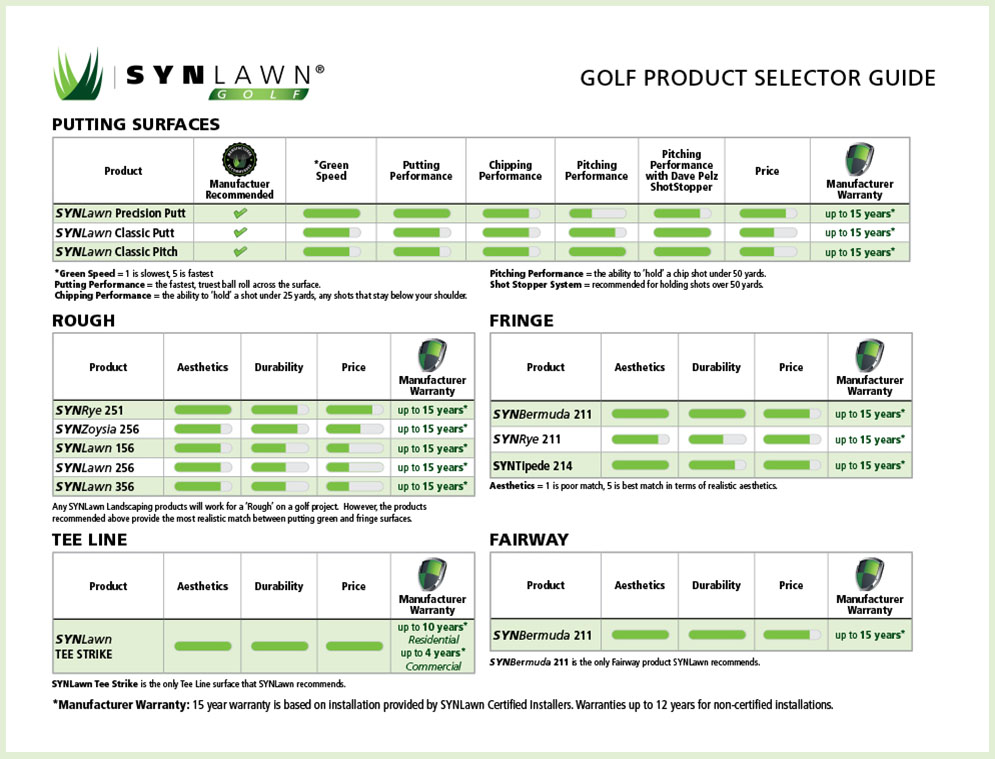 SYNLAWN®
GOLF
GOLF PRODUCT SELECTOR GUIDE
PUTTING SURFACES
Product
Manufactuer
Recommended
*Green
Speed
Putting
Performance
Chipping
Performance
Pitching
Performance
Pitching
Performance
with Dave Pelz
ShotStopper
Price
Manufacturer
Warranty
SYNLawn Precision Putt up to 15 years*
SYNLawn Classic Putt up to 15 years*
SYNLawn Classic Pitch up to 15 years*
*Green Speed = 1 is slowest, 5 is fastest
Putting Performance = the fastest, truest ball roll across the surface.
Chipping Performance = the ability to 'hold' a shot under 25 yards, any shots that stay below your shoulder.
Pitching Performance = the ability to 'hold' a chip shot under 50 yards.
Shot Stopper System = recommended for holding shots over 50 yards.
ROUGH
Product Aesthetics Durability Price
Manufacturer
Warranty
SYNRye 251 up to 15 years*
SYNZoysia 256 up to 15 years*
SYNLawn 156 up to 15 years*
SYNLawn 256 up to 15 years*
SYNLawn 356 up to 15 years*
Any SYNLawn Landscaping products will work for a 'Rough' on a golf project. However, the products
recommended above provide the most realistic match between putting green and fringe surfaces.
FRINGE
Product Aesthetics Durability Price
Manufacturer
Warranty
SYNBermuda 211 up to 15 years*
SYNRye 211 up to 15 years*
SYNTIpede 214 up to 15 years*
Aesthetics = 1 is poor match, 5 is best match in terms of realistic aesthetics.
TEE LINE
Product Aesthetics Durability Price
Manufacturer
Warranty
SYNLawn
TEE STRIKE
up to 10 years*
Residential
up to 4 years*
Commercial
SYNLawn Tee Strike is the only Tee Line surface that SYNLawn recommends.
FAIRWAY
Product Aesthetics Durability Price
Manufacturer
Warranty
SYNBermuda 211 up to 15 years*
SYNBermuda 211 is the only Fairway product SYNLawn recommends.
*Manufacturer Warranty: 15 year warranty is based on installation provided by SYNLawn Certified Installers. Warranties up to 12 years for non-certified installations.